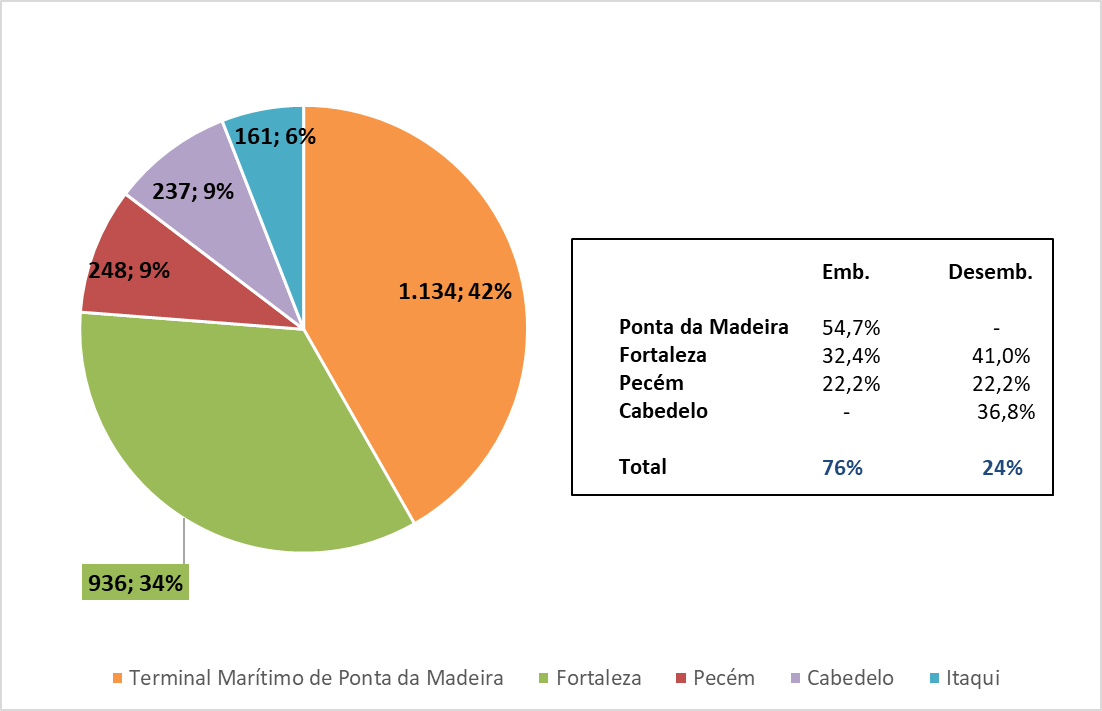 161; 6%
237; 9%
248; 9%
1.134; 42%
936; 34%
Emb. Desemb.
Ponta da Madeira 54,7% -
Fortaleza 32,4% 41,0%
Pecém 22,2% 22,2%
Cabedelo - 36,8%
Total 76% 24%
Terminal Marítimo de Ponta da Madeira Fortaleza Pecém Cabedelo Itaqui